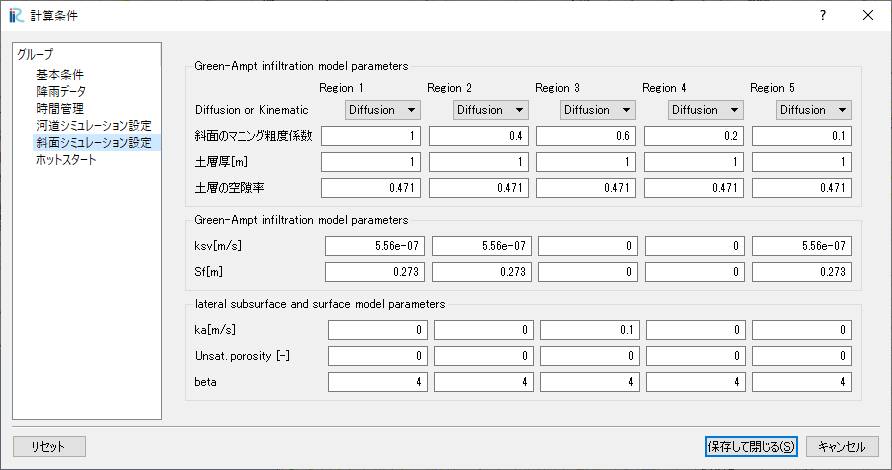 計算条件
?
グループ
基本条件
降雨データ
時間管理
河道シミュレーション設定
斜面シミュレーション設定
ホットスタート
Green-Ampt infiltration model parameters
Region 1 Region 2 Region 3 Region 4 Region 5
Diffusion or Kinematic Diffusion Diffusion Diffusion Diffusion Diffusion
斜面のマニング粗度係数 1 0.4 0.6 0.2 0.1
土層厚[m] 1 1 1 1 1
土層の空隙率 0.471 0.471 0.471 0.471 0.471
Green-Ampt infiltration model parameters
ksv[m/s] 5.56e-07 5.56e-07 0 0 5.56e-07
Sf[m] 0.273 0.273 0 0 0.273
lateral subsurface and surface model parameters
ka[m/s] 0 0 0.1 0 0
Unsat. porosity [-] 0 0 0 0 0
beta 4 4 4 4 4
リセット 保存して閉じる(S) キャンセル